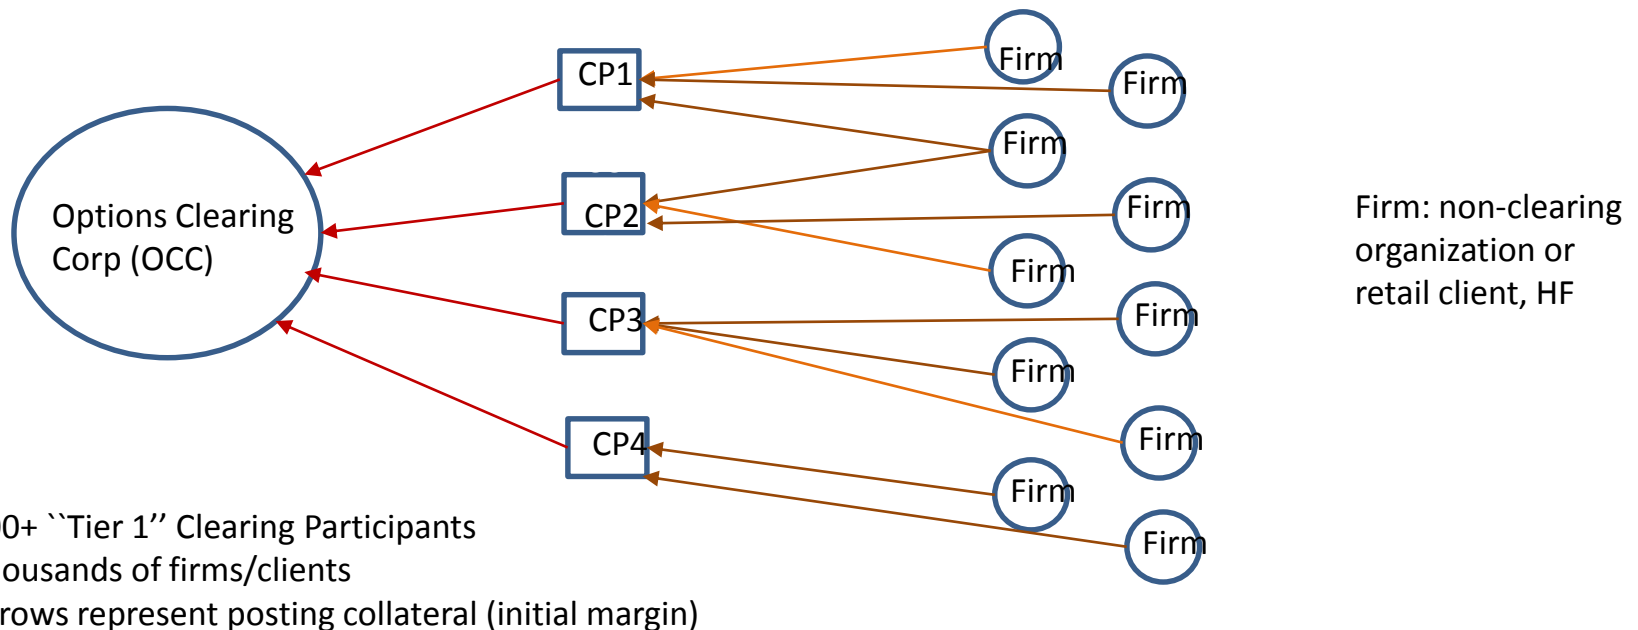 Firm
CP1
Firm
Firm
Options Clearing
Corp (OCC)
CP2
Firm
Firm: non-clearing
organization or
retail client, HF
Firm
CP3
Firm
Firm
CP4
Firm
Firm
Firm
00+ ``Tier 1’’ Clearing Participants
ousands of firms/clients
rows represent posting collateral (initial margin)